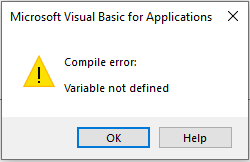 Microsoft Visual Basic for Applications
Compile error:
Variable not defined
OK
Help